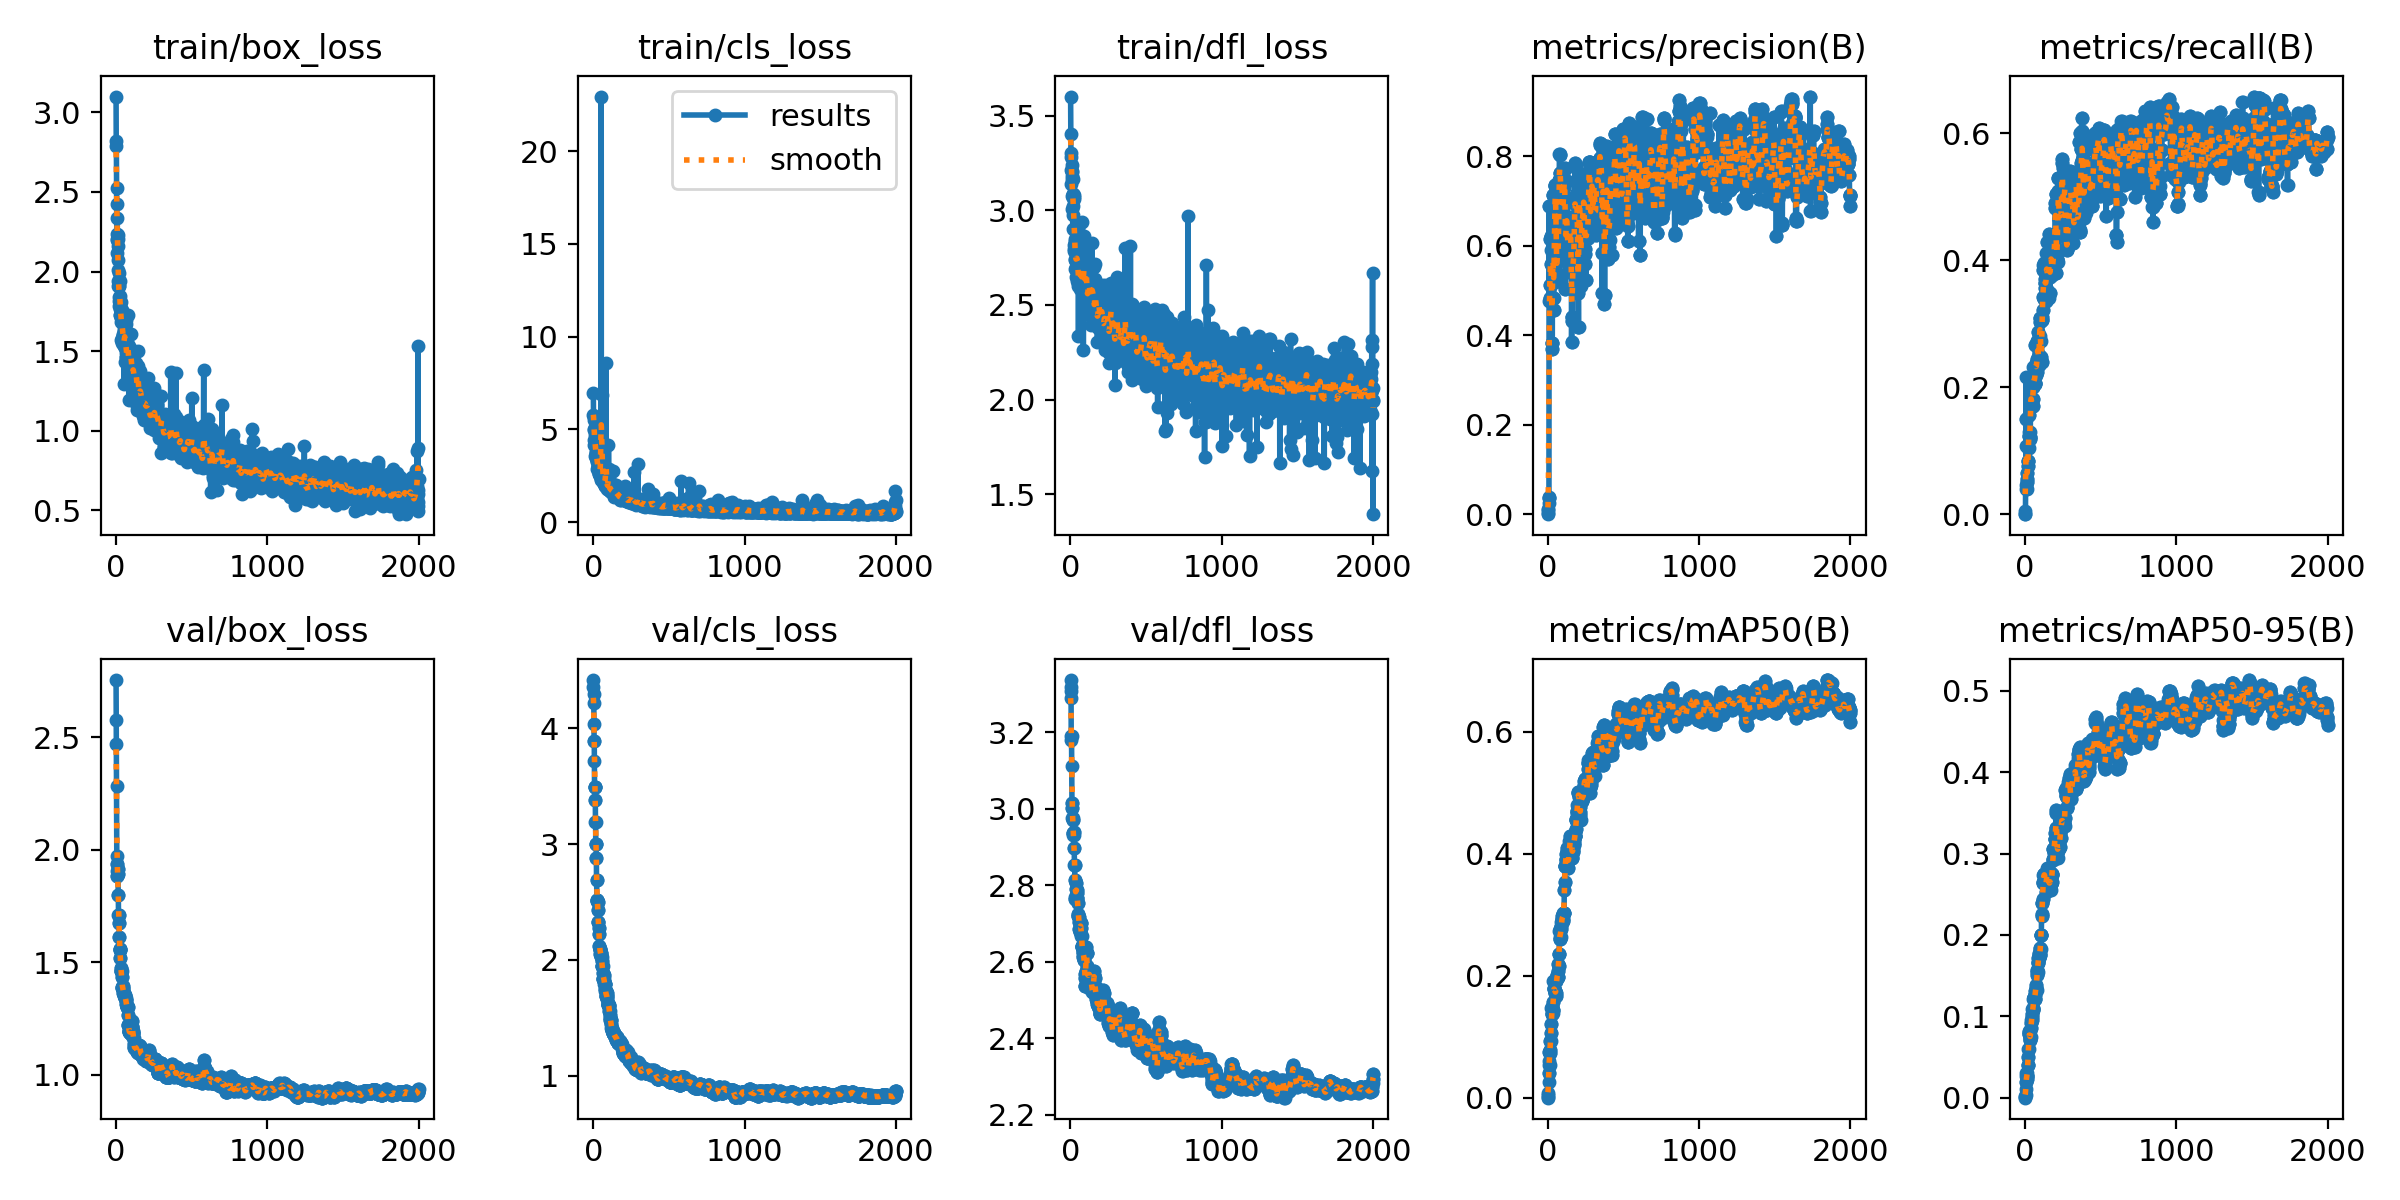 train/box_loss
3.0
2.5
2.0
1.5
1.0
0.5
0 1000 2000
train/cls_loss
results
smooth
20
15
10
5
0
0 1000 2000
train/dfl_loss
3.5
3.0
2.5
2.0
1.5
0 1000 2000
metrics/precision(B)
0.8
0.6
0.4
0.2
0.0
0 1000 2000
metrics/recall(B)
0.6
0.4
0.2
0.0
0 1000 2000
val/box_loss
2.5
2.0
1.5
1.0
0 1000 2000
val/cls_loss
4
3
2
1
0 1000 2000
val/dfl_loss
3.2
3.0
2.8
2.6
2.4
2.2
0 1000 2000
metrics/mAP50(B)
0.6
0.4
0.2
0.0
0 1000 2000
metrics/mAP50-95(B)
0.5
0.4
0.3
0.2
0.1
0.0
0 1000 2000